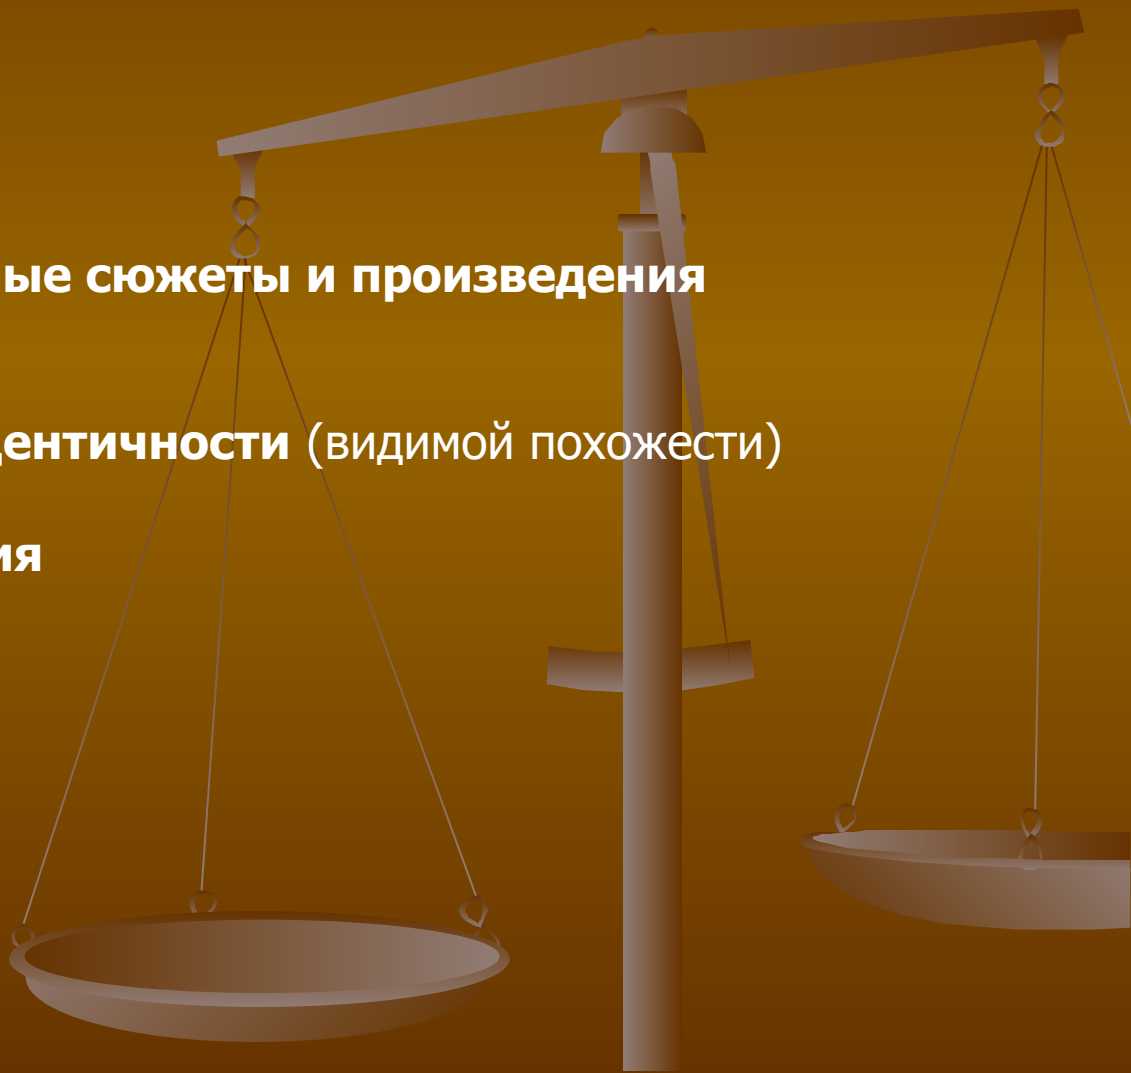 ые сюжеты и произведения
дентичности (видимой похожести)
ия